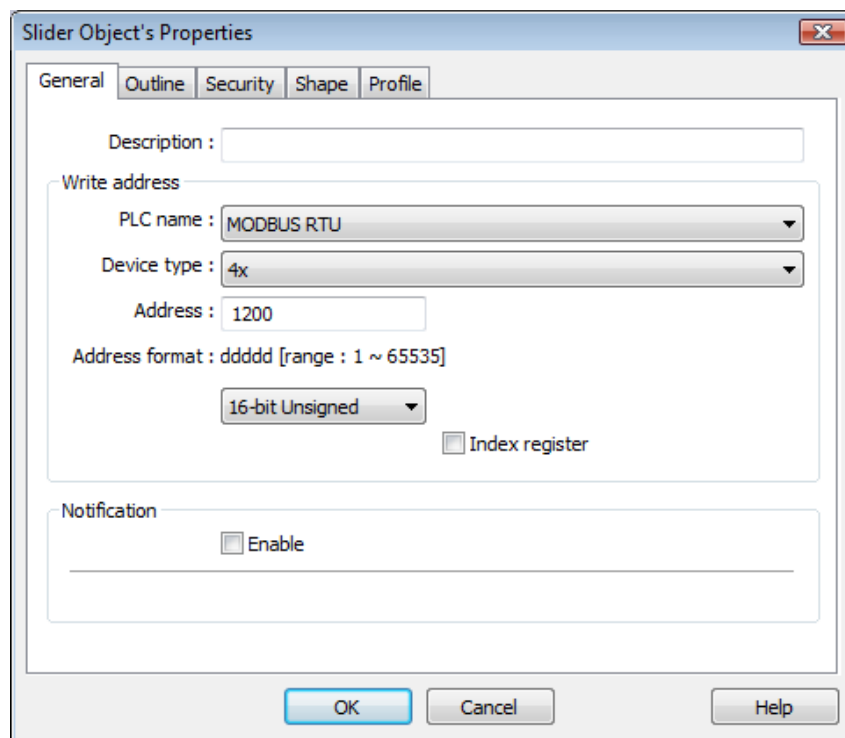 Slider Object's Properties
General Outline Security Shape Profile
Description :
Write address
PLC name : MODBUS RTU
Device type : 4x
Address : 1200
Address format : ddddd [range : 1 ~ 65535]
16-bit Unsigned
Index register
Notification
Enable
OK Cancel Help